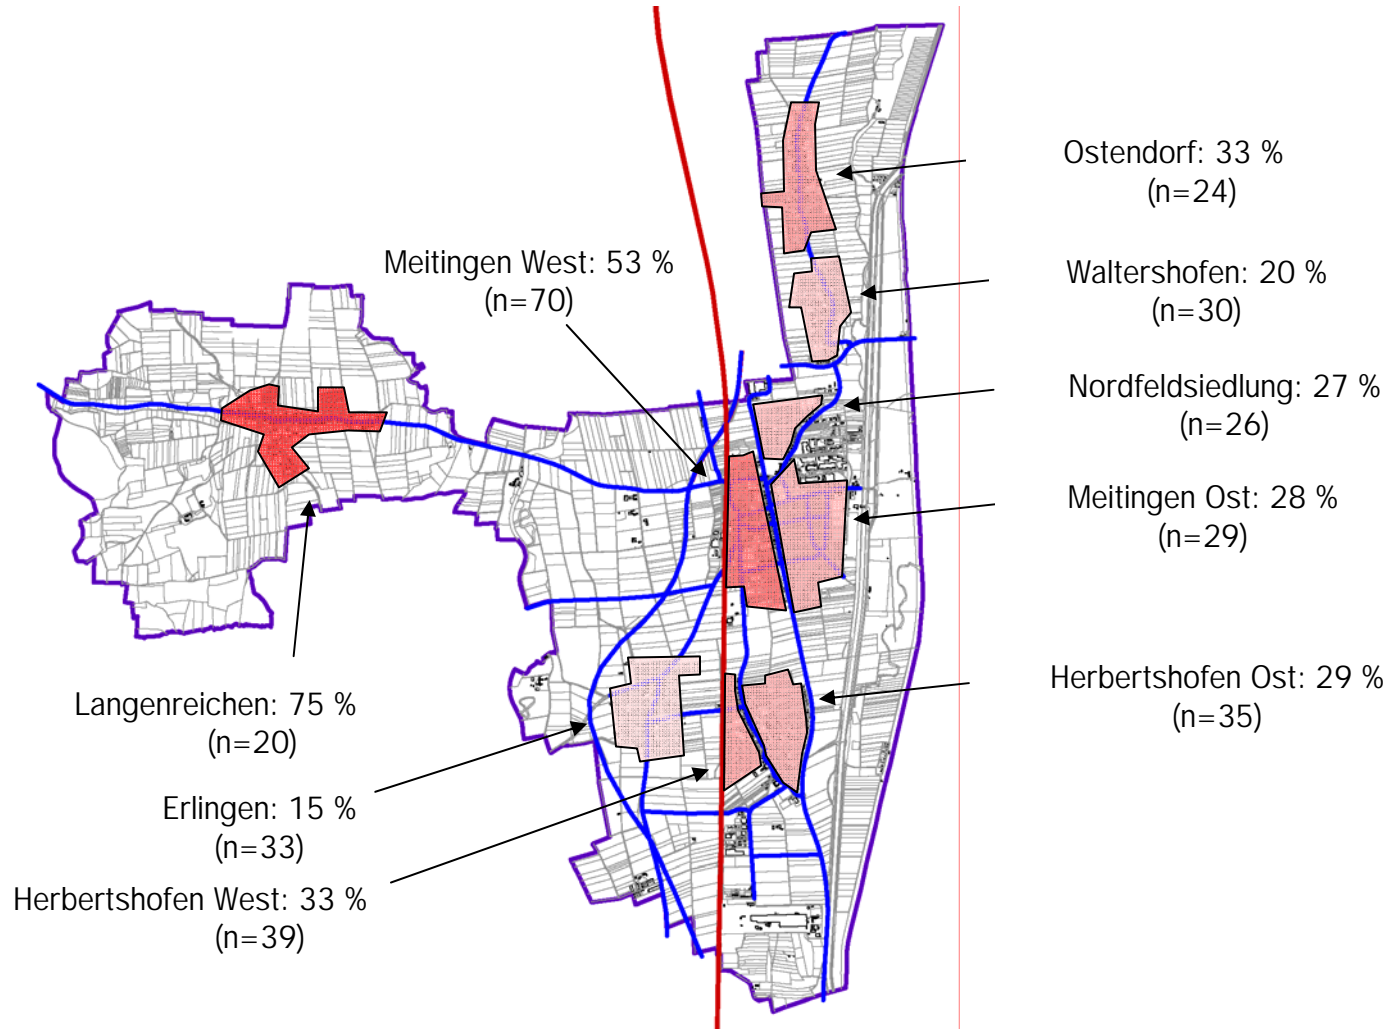 Ostendorf: 33 %
(n=24)
Meitingen West: 53 %
(n=70)
Waltershofen: 20 %
(n=30)
Nordfeldsiedlung: 27 %
(n=26)
Meitingen Ost: 28 %
(n=29)
Herbertshofen Ost: 29 %
(n=35)
Langenreichen: 75 %
(n=20)
Erlingen: 15 %
(n=33)
Herbertshofen West: 33 %
(n=39)